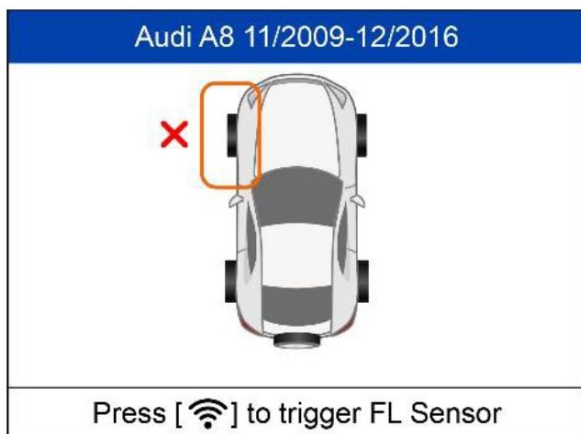 Audi A8 11/2009-12/2016
Press [ ] to trigger FL Sensor